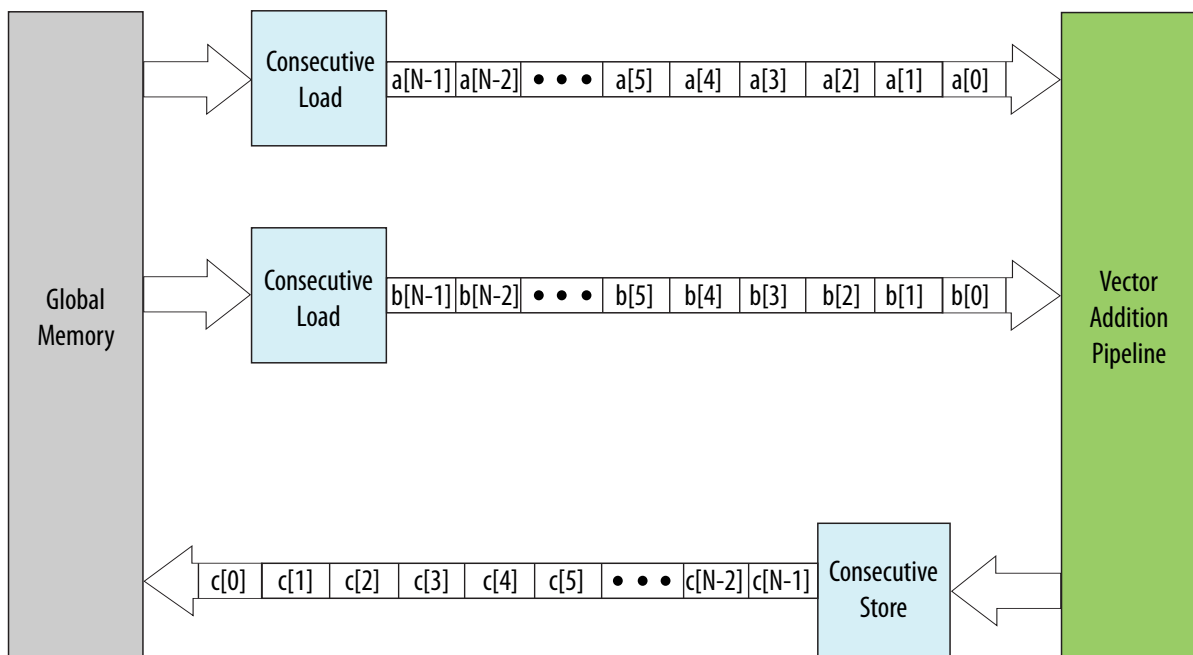 Consecutive
Load
a[N-1] a[N-2] ••• a[5] a[4] a[3] a[2] a[1] a[0]
Global
Memory
Consecutive
Load
b[N-1] b[N-2] ••• b[5] b[4] b[3] b[2] b[1] b[0]
Vector
Addition
Pipeline
c[0] c[1] c[2] c[3] c[4] c[5] ••• c[N-2] c[N-1]
Consecutive
Store